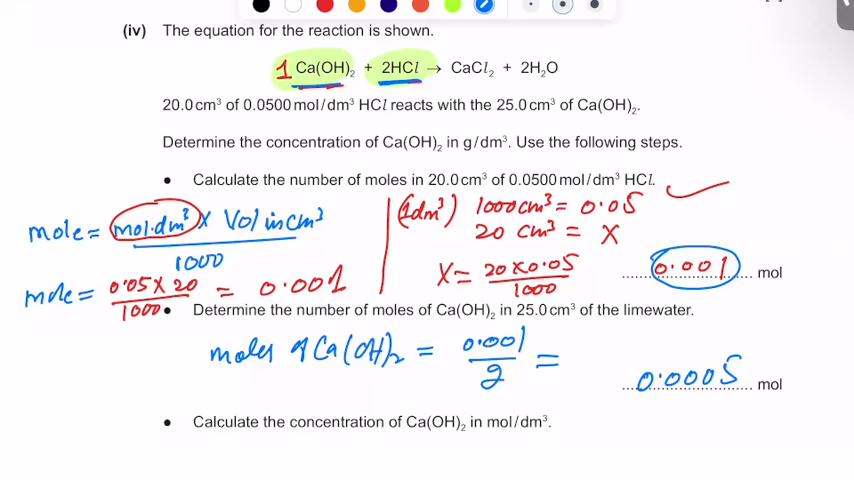 (iv) The equation for the reaction is shown.
1 Ca(OH)₂ + 2HCl → CaCl₂ + 2H₂O
20.0 cm³ of 0.0500 mol/dm³ HCl reacts with the 25.0 cm³ of Ca(OH)₂.
Determine the concentration of Ca(OH)₂ in g/dm³. Use the following steps.
• Calculate the number of moles in 20.0 cm³ of 0.0500 mol/dm³ HCl.
mole = mol.dm³ x Vol in cm³ / 1000
(1dm³) 1000cm³ = 0.05
20 cm³ = x
x = 20x0.05 / 1000
0.001 mol
mole = 0.05 x 20 / 1000 = 0.001
• Determine the number of moles of Ca(OH)₂ in 25.0 cm³ of the limewater.
moles of Ca(OH)₂ = 0.001 / 2 =
0.0005 mol
• Calculate the concentration of Ca(OH)₂ in mol/dm³.